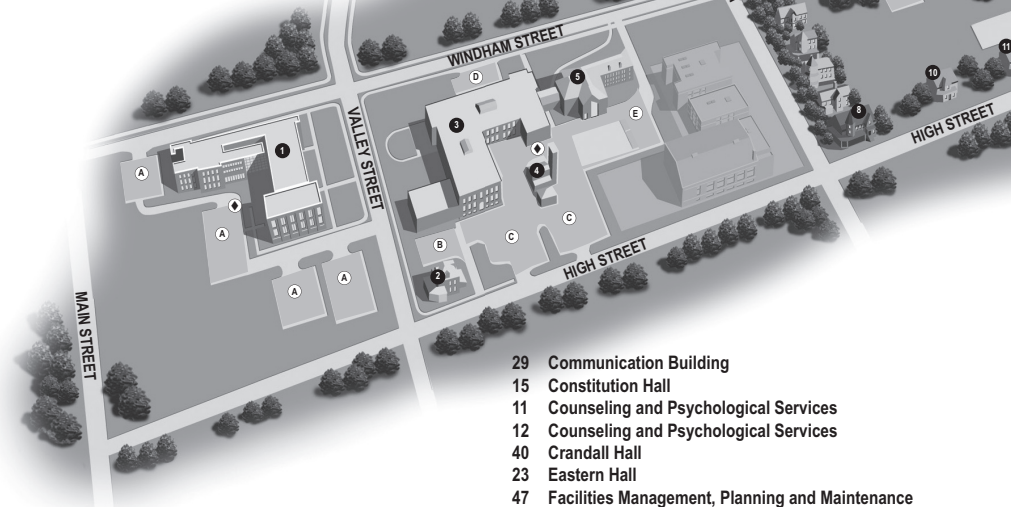 WINDHAM STREET
5
D
11
10
3
E
8
HIGH STREET
VALLEY STREET
1
4
A
A
C
C
B
HIGH STREET
2
A
A
MAIN STREET
29 Communication Building
15 Constitution Hall
11 Counseling and Psychological Services
12 Counseling and Psychological Services
40 Crandall Hall
23 Eastern Hall
47 Facilities Management, Planning and Maintenance